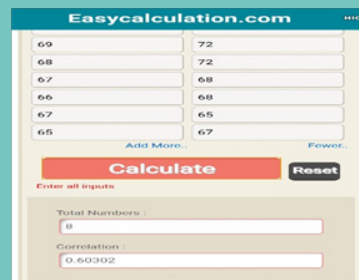 Easycalculation.com
69 72
68 72
67 68
66 68
67 65
65 67
Add More.. Fewer..
Calculate Reset
Enter all inputs
Total Numbers :
8
Correlation :
0.60302